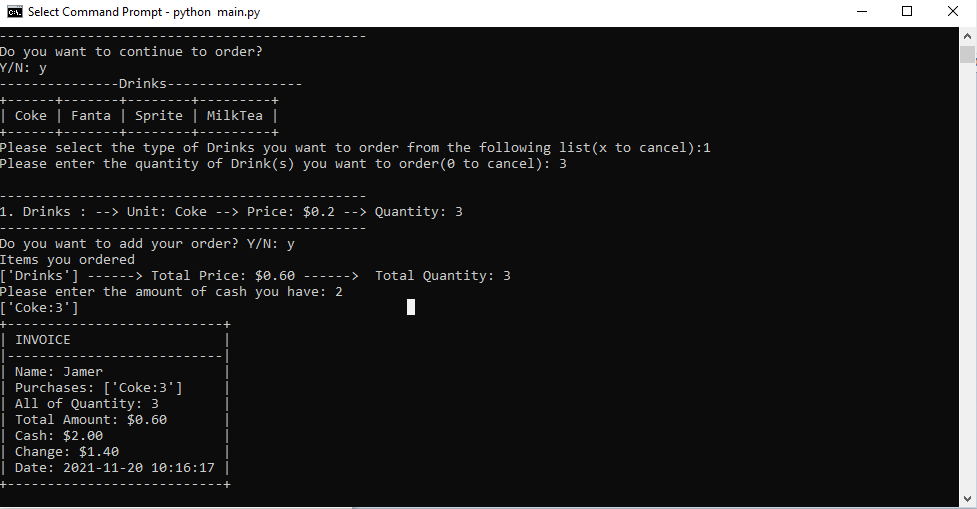 Select Command Prompt - python  main.py
----------------------------------------------
Do you want to continue to order?
Y/N: y
---------------Drinks-----------------
+------+-------+--------+---------+
| Coke | Fanta | Sprite | MilkTea |
+------+-------+--------+---------+
Please select the type of Drinks you want to order from the following list(x to cancel):1
Please enter the quantity of Drink(s) you want to order(0 to cancel): 3
----------------------------------------------
1. Drinks : --> Unit: Coke --> Price: $0.2 --> Quantity: 3
----------------------------------------------
Do you want to add your order? Y/N: y
Items you ordered
['Drinks'] ------> Total Price: $0.60 ------>  Total Quantity: 3
Please enter the amount of cash you have: 2
['Coke:3']
+---------------------------+
| INVOICE                   |
|---------------------------|
| Name: Jamer               |
| Purchases: ['Coke:3']     |
| All of Quantity: 3        |
| Total Amount: $0.60       |
| Cash: $2.00               |
| Change: $1.40             |
| Date: 2021-11-20 10:16:17 |
+---------------------------+